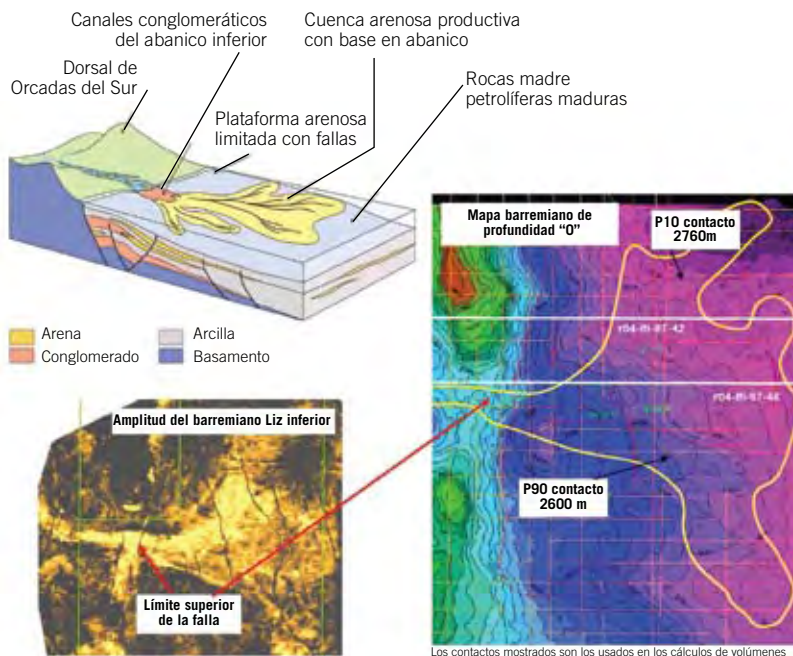 Canales conglomeráticos
del abanico inferior
Cuenca arenosa productiva
con base en abanico
Dorsal de
Orcadas del Sur
Rocas madre
petrolíferas maduras
Plataforma arenosa
limitada con fallas
Arena
Arcilla
Conglomerado
Basamento
Mapa barremiano de
profundidad “0”
P10 contacto
2760m
P90 contacto
2600 m
Amplitud del barremiano Liz inferior
Límite superior
de la falla
Los contactos mostrados son los usados en los cálculos de volúmenes